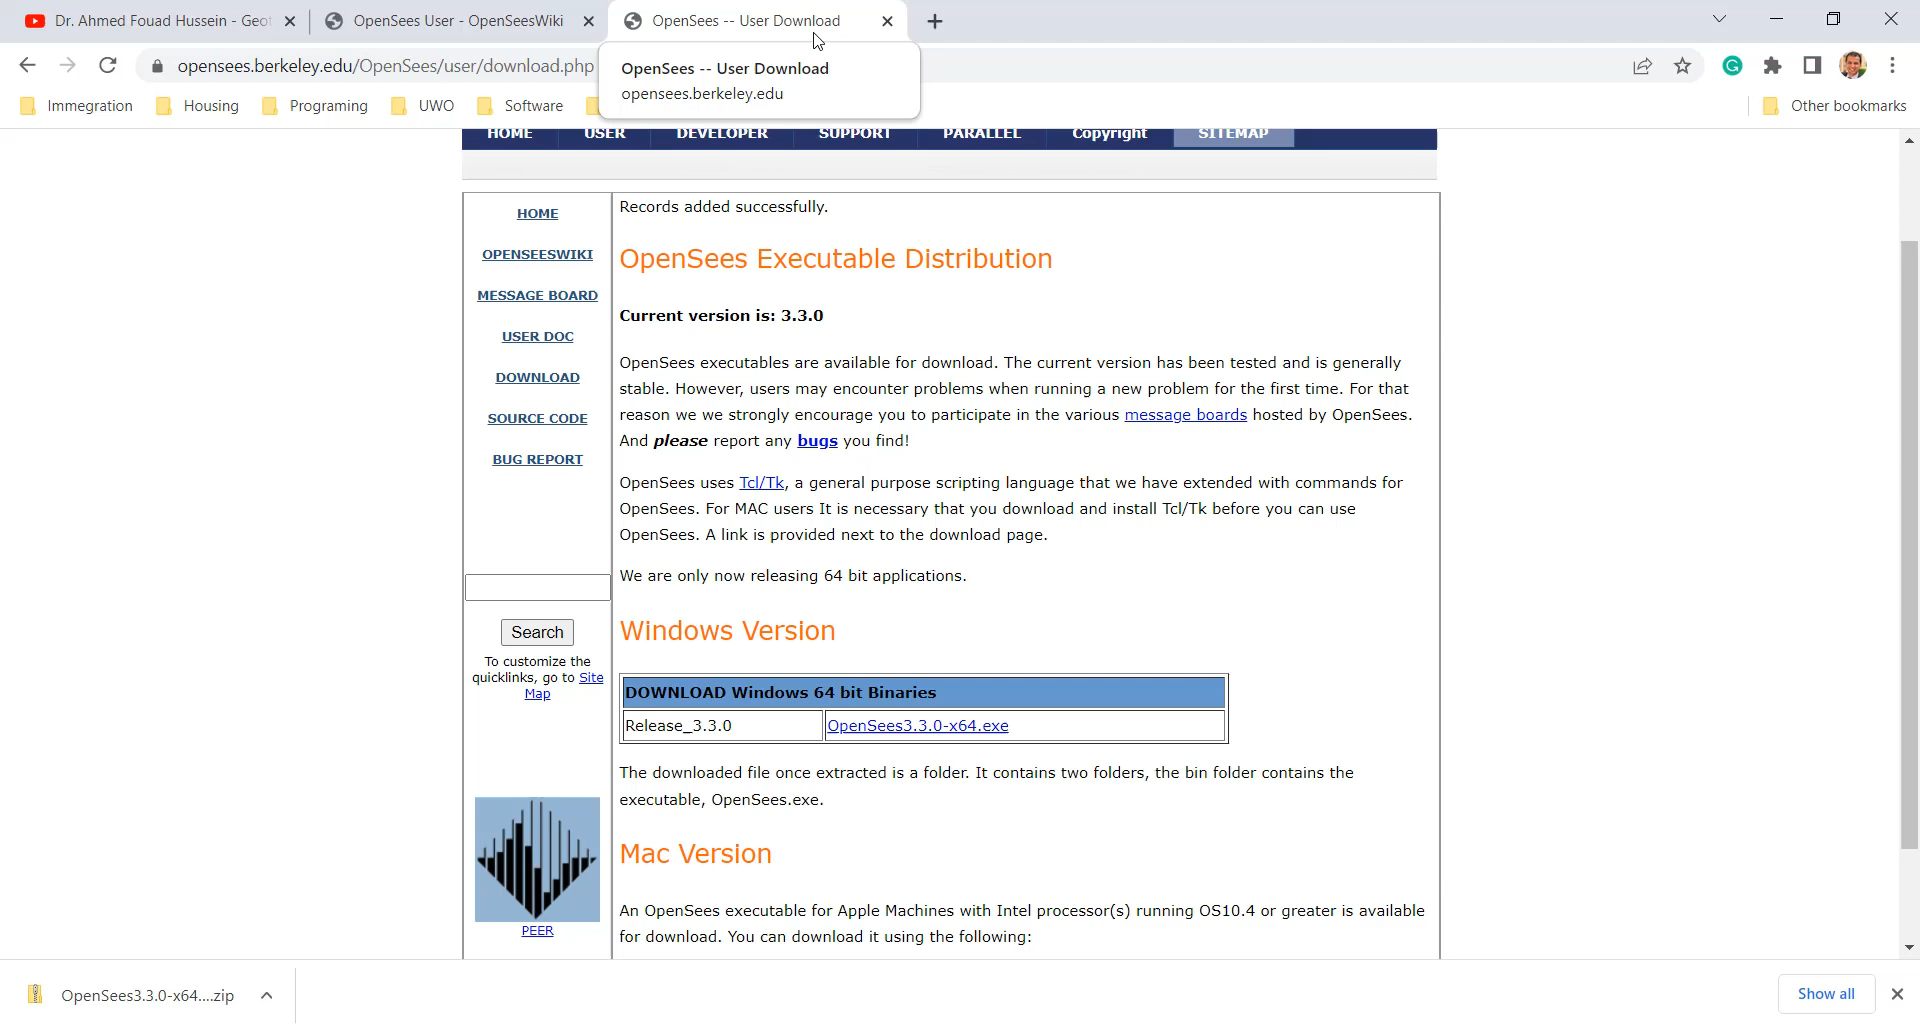 Dr. Ahmed Fouad Hussein - Geot
OpenSees User - OpenSeesWiki
OpenSees -- User Download
opensees.berkeley.edu/OpenSees/user/download.php
OpenSees -- User Download
opensees.berkeley.edu
Immegration
Housing
Programing
UWO
Software
Other bookmarks
HOME
USER
DEVELOPER
SUPPORT
PARALLEL
Copyright
SITEMAP
HOME
OPENSEESWIKI
MESSAGE BOARD
USER DOC
DOWNLOAD
SOURCE CODE
BUG REPORT
Search
To customize the
quicklinks, go to Site
Map
PEER
Records added successfully.
OpenSees Executable Distribution
Current version is: 3.3.0
OpenSees executables are available for download. The current version has been tested and is generally
stable. However, users may encounter problems when running a new problem for the first time. For that
reason we we strongly encourage you to participate in the various message boards hosted by OpenSees.
And please report any bugs you find!
OpenSees uses Tcl/Tk, a general purpose scripting language that we have extended with commands for
OpenSees. For MAC users It is necessary that you download and install Tcl/Tk before you can use
OpenSees. A link is provided next to the download page.
We are only now releasing 64 bit applications.
Windows Version
DOWNLOAD Windows 64 bit Binaries
Release_3.3.0 OpenSees3.3.0-x64.exe
The downloaded file once extracted is a folder. It contains two folders, the bin folder contains the
executable, OpenSees.exe.
Mac Version
An OpenSees executable for Apple Machines with Intel processor(s) running OS10.4 or greater is available
for download. You can download it using the following:
OpenSees3.3.0-x64....zip
Show all